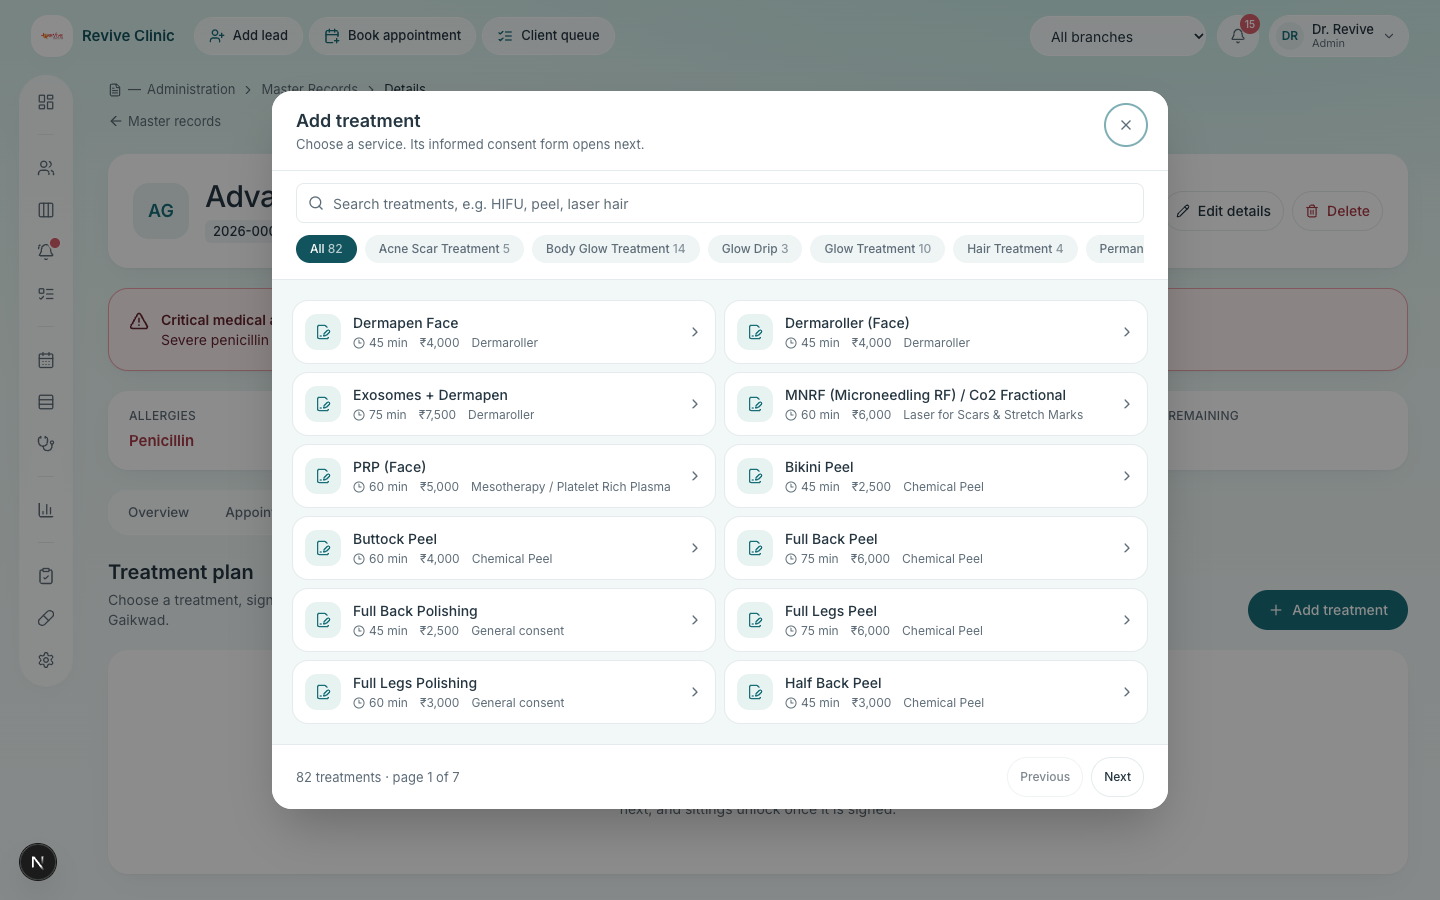 Revive Clinic
Add lead
Book appointment
Client queue
All branches
15
DR
Dr. Revive
Admin
— Administration > Master Records > Details
Master records
AG
Adva
2026-000
Edit details
Delete
Critical medical a
Severe penicillin
ALLERGIES
Penicillin
REMAINING
Overview
Appoin
Treatment plan
Choose a treatment, sign
Gaikwad.
Add treatment
next, and sittings unlock once it is signed.
Add treatment
Choose a service. Its informed consent form opens next.
Search treatments, e.g. HIFU, peel, laser hair
All 82
Acne Scar Treatment 5
Body Glow Treatment 14
Glow Drip 3
Glow Treatment 10
Hair Treatment 4
Perman
Dermapen Face
45 min ₹4,000 Dermaroller
Dermaroller (Face)
45 min ₹4,000 Dermaroller
Exosomes + Dermapen
75 min ₹7,500 Dermaroller
MNRF (Microneedling RF) / Co2 Fractional
60 min ₹6,000 Laser for Scars & Stretch Marks
PRP (Face)
60 min ₹5,000 Mesotherapy / Platelet Rich Plasma
Bikini Peel
45 min ₹2,500 Chemical Peel
Buttock Peel
60 min ₹4,000 Chemical Peel
Full Back Peel
75 min ₹6,000 Chemical Peel
Full Back Polishing
45 min ₹2,500 General consent
Full Legs Peel
75 min ₹6,000 Chemical Peel
Full Legs Polishing
60 min ₹3,000 General consent
Half Back Peel
45 min ₹3,000 Chemical Peel
82 treatments · page 1 of 7
Previous
Next
N